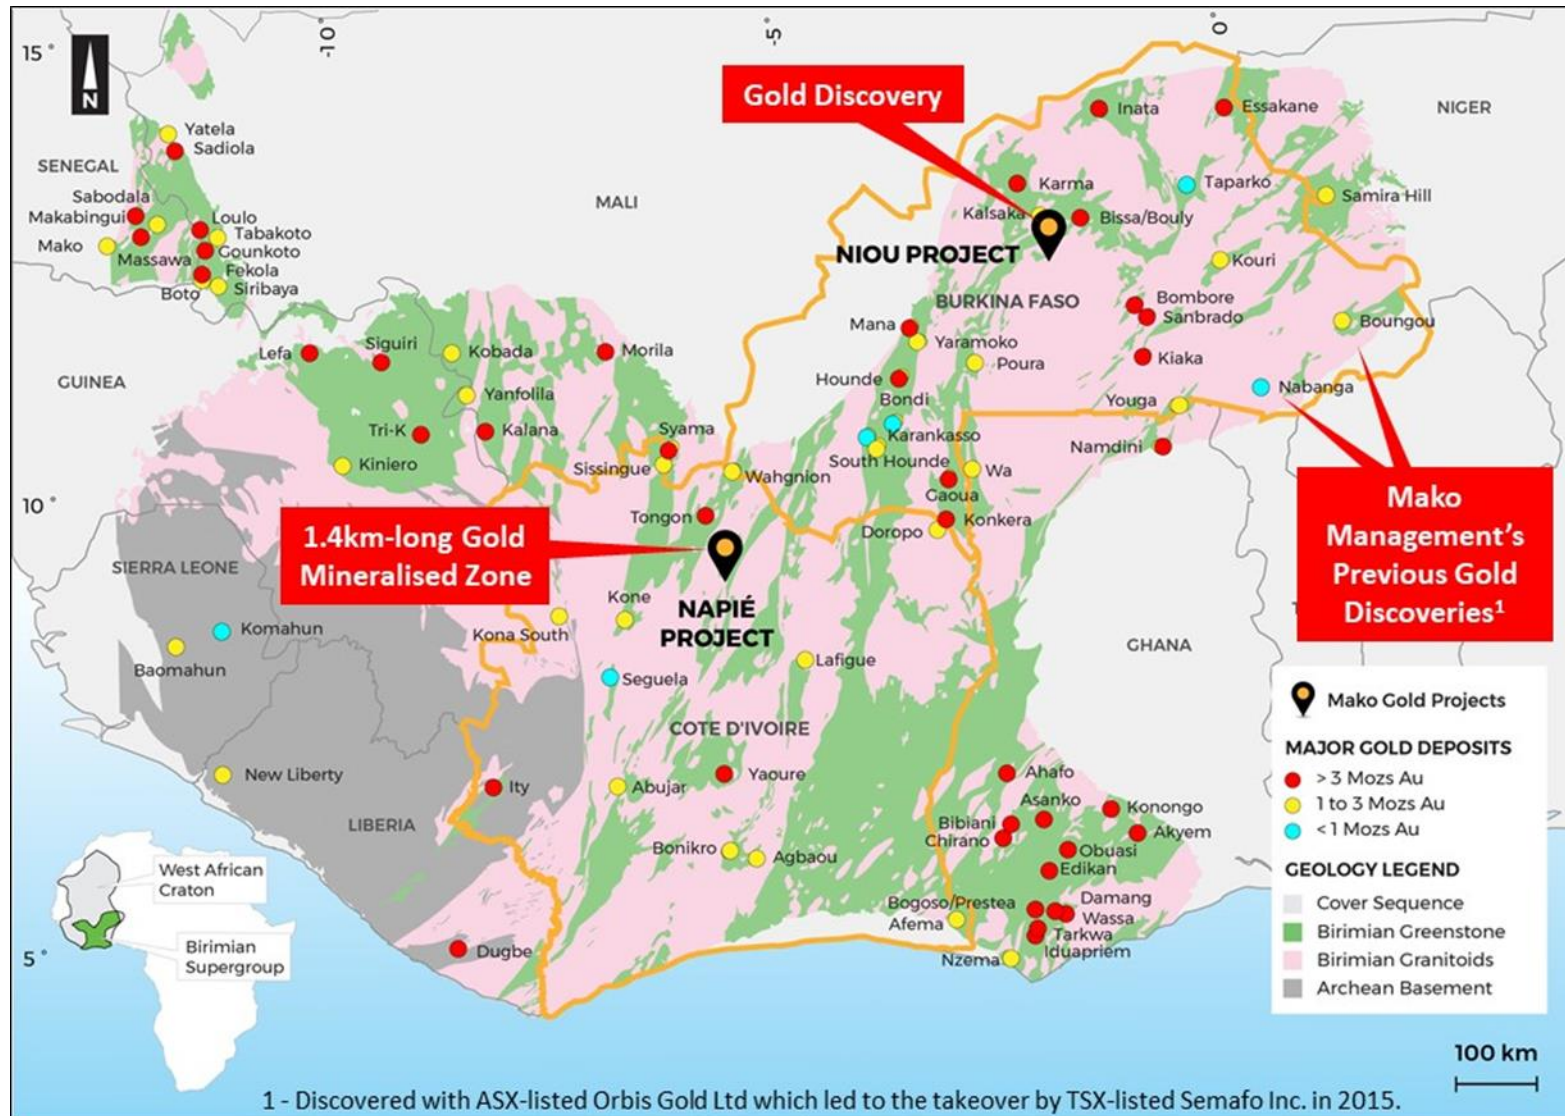 15°
-10°
-5°
0°
N
Gold Discovery
Inata
Essakane
NIGER
Yatela
Sadiola
SENEGAL
MALI
Karma
Taparko
Samira Hill
Sabodala
Makabingui
Loulo
Tabakoto
Kalsaka
Bissa/Bouly
Mako
Massawa
Gounkoto
NIOU PROJECT
Kouri
Fekola
Boto
Siribaya
BURKINA FASO
Bombore
Sanbrado
Mana
Yaramoko
Boungou
Lefa
Siguiri
Kobada
Morila
Poura
Kiaka
GUINEA
Hounde
Nabanga
Yanfolila
Bondi
Youga
Tri-K
Kalana
Syama
Karankasso
Namdini
Kiniero
Sissingue
Wahgnion
South Hounde
Wa
10°
Gaoua
Tongon
Konkera
Doropo
Mako
Management's
Previous Gold
Discoveries¹
1.4km-long Gold
Mineralised Zone
SIERRA LEONE
Kone
NAPIÉ
PROJECT
Komahun
Kona South
Baomahun
Lafigue
GHANA
Seguela
COTE D'IVOIRE
New Liberty
Ity
Abujar
Yaoure
Ahafo
Asanko
Konongo
LIBERIA
Bibiani
Akyem
Chirano
Bonikro
Agbaou
Obuasi
Edikan
Damang
Bogoso/Prestea
Wassa
Afema
Tarkwa
Iduapriem
Dugbe
Nzema
5°
West African
Craton
Birimian
Supergroup
Mako Gold Projects
MAJOR GOLD DEPOSITS
> 3 Mozs Au
1 to 3 Mozs Au
< 1 Mozs Au
GEOLOGY LEGEND
Cover Sequence
Birimian Greenstone
Birimian Granitoids
Archean Basement
100 km
1 - Discovered with ASX-listed Orbis Gold Ltd which led to the takeover by TSX-listed Semafo Inc. in 2015.